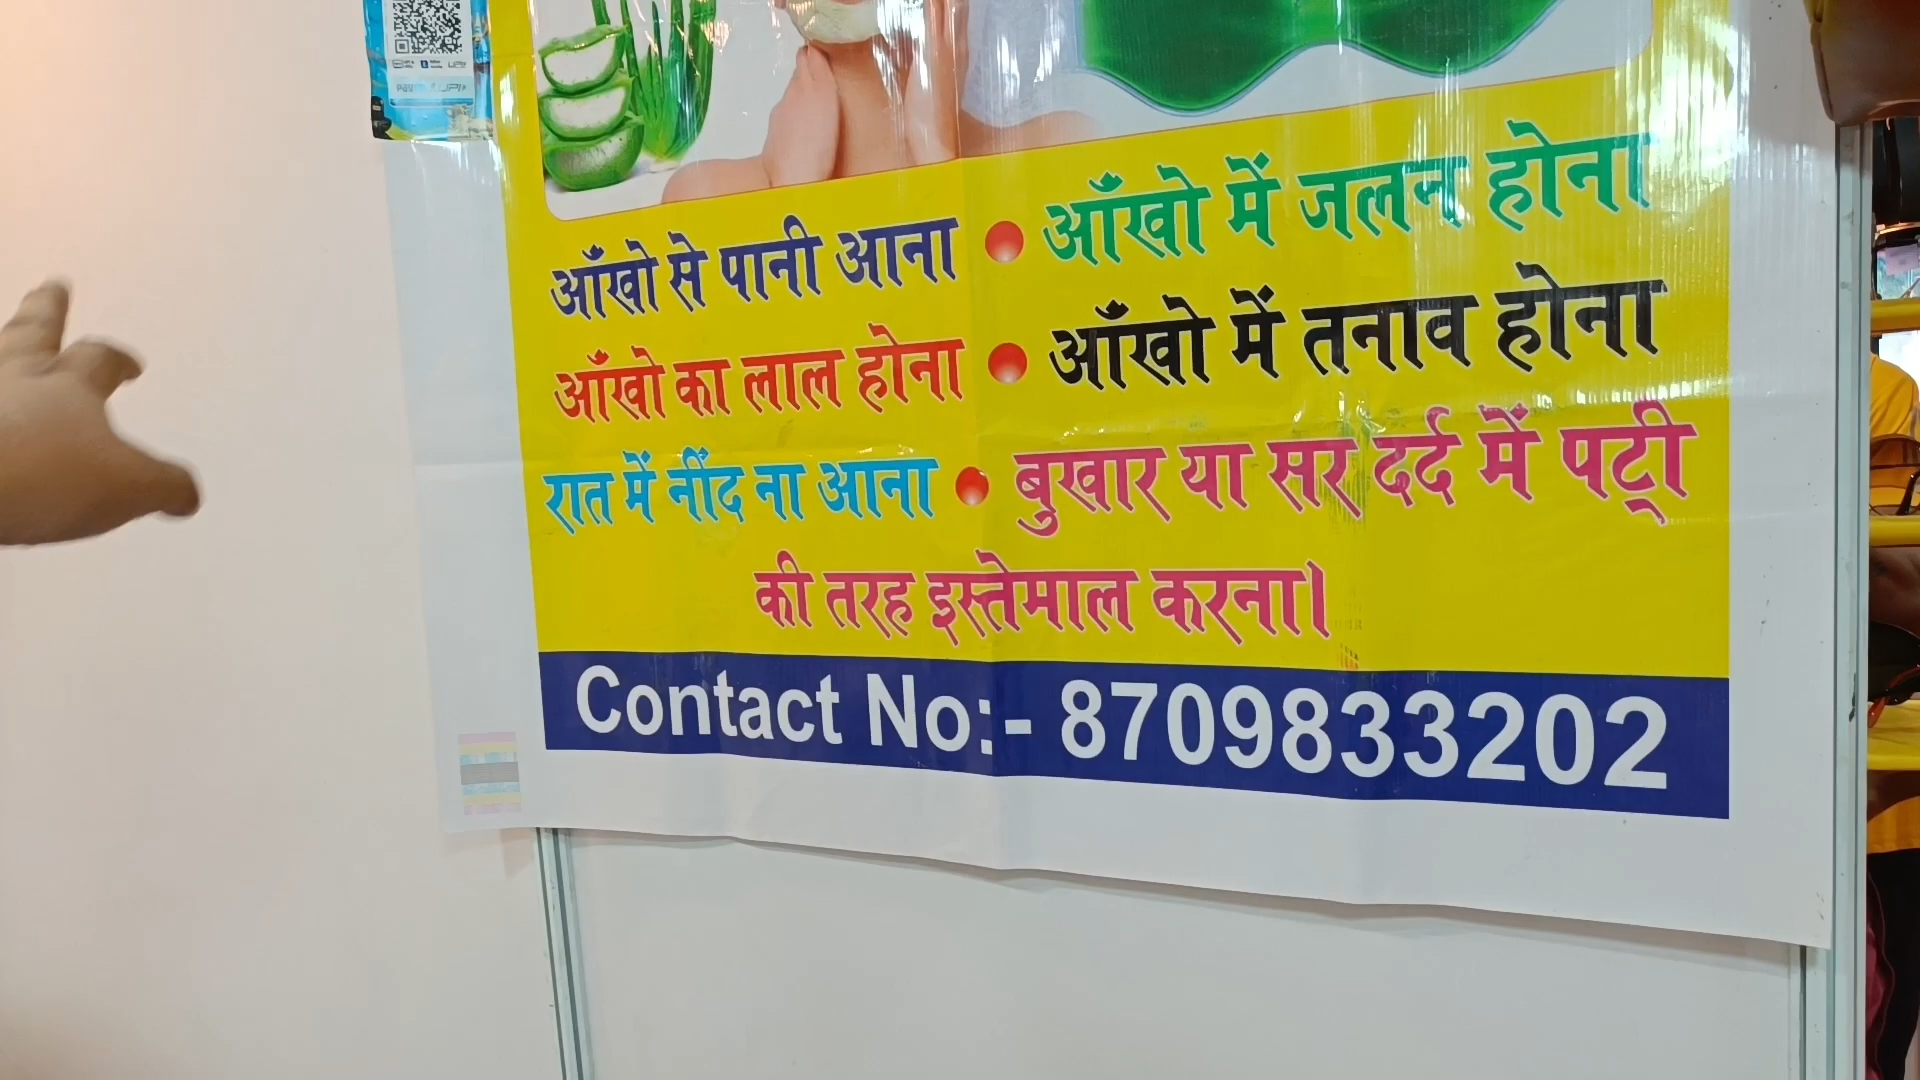 आँखो से पानी आना • आँखो में जलन होना
आँखो का लाल होना • आँखो में तनाव होना
रात में नींद ना आना • बुखार या सर दर्द में पट्टी
की तरह इस्तेमाल करना।
Contact No:- 8709833202